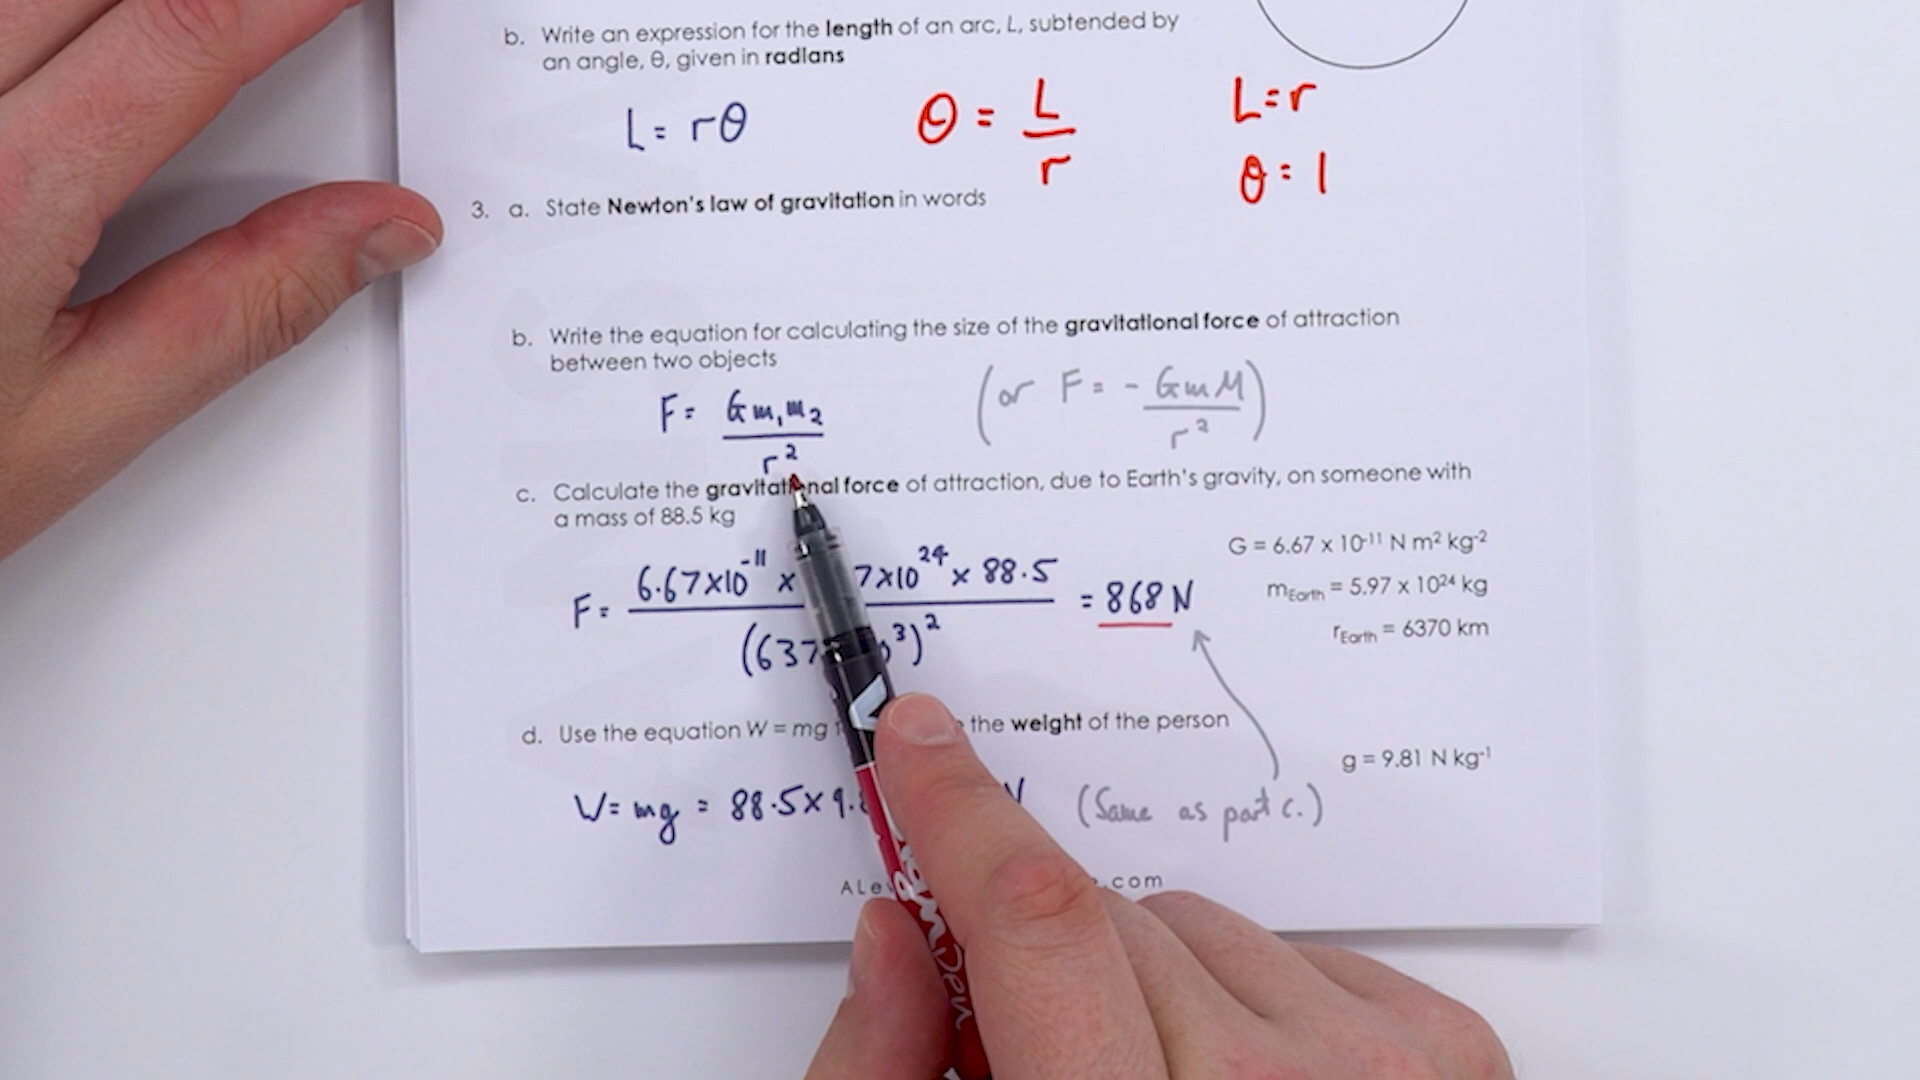 b. Write an expression for the length of an arc, L, subtended by
an angle, θ, given in radians
L = rθ
θ = L/r
L = r
θ = 1
3. a. State Newton's law of gravitation in words
b. Write the equation for calculating the size of the gravitational force of attraction
between two objects
F = Gm₁m₂/r²
(or F = - GmM/r²)
c. Calculate the gravitational force of attraction, due to Earth's gravity, on someone with
a mass of 88.5 kg
G = 6.67 x 10⁻¹¹ N m² kg⁻²
m_Earth = 5.97 x 10²⁴ kg
r_Earth = 6370 km
F = 6.67×10⁻¹¹ × 7×10²⁴ × 88.5 = 868 N
(637 ³)²
d. Use the equation W = mg the weight of the person
g = 9.81 N kg⁻¹
W = mg = 88.5 × 9.
(Same as part c.)
.com